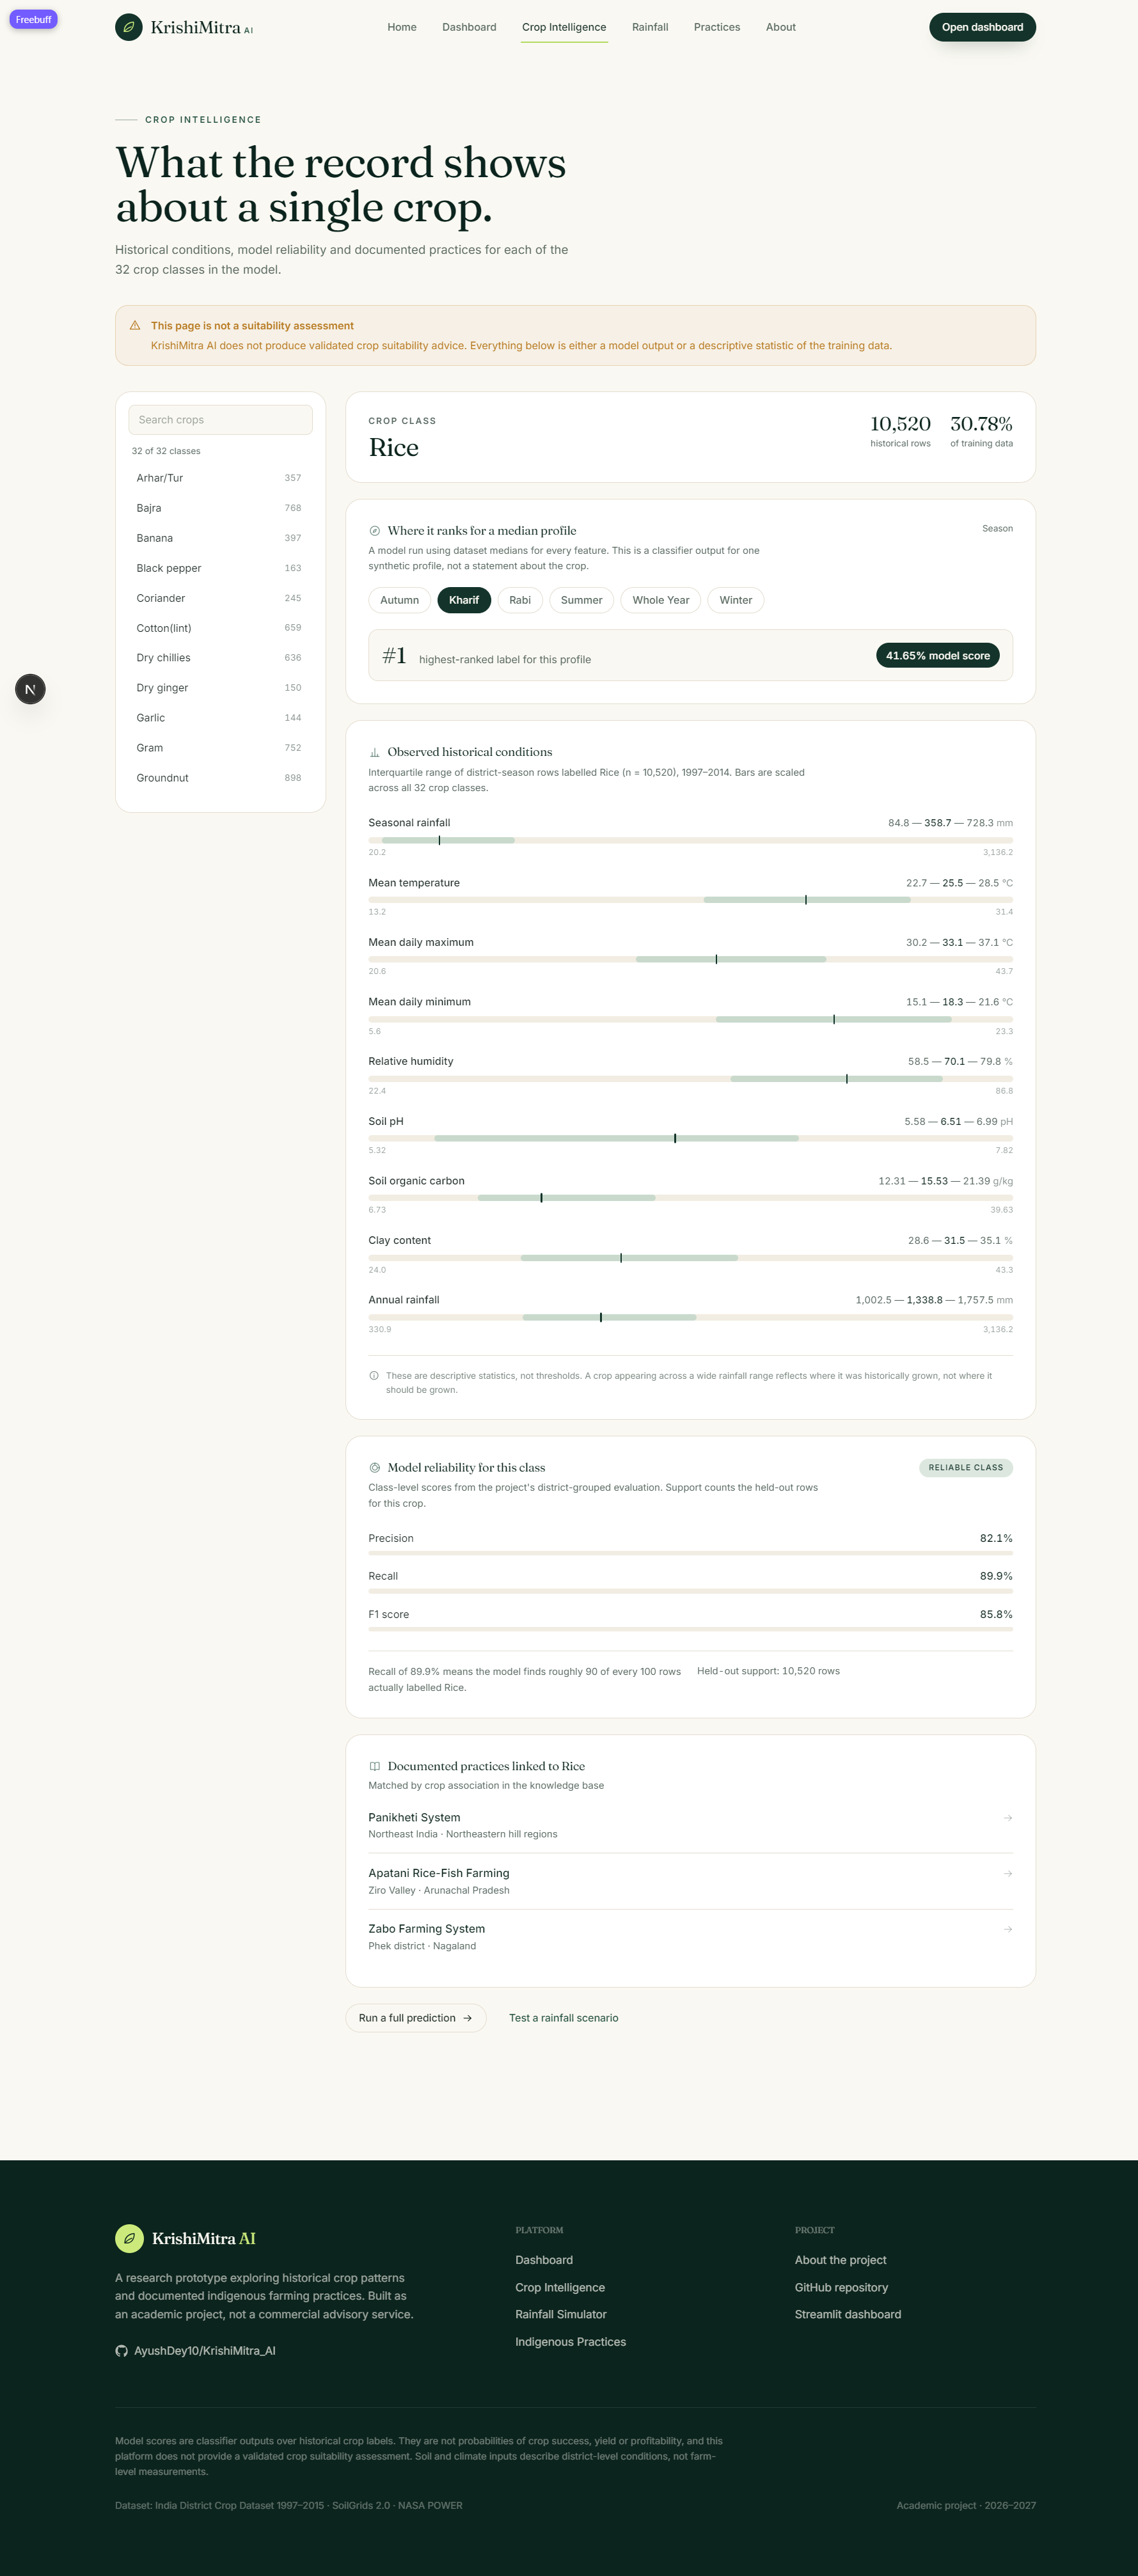 Freebuff
KrishiMitra AI
Home
Dashboard
Crop Intelligence
Rainfall
Practices
About
Open dashboard
CROP INTELLIGENCE
What the record shows
about a single crop.
Historical conditions, model reliability and documented practices for each of the
32 crop classes in the model.
This page is not a suitability assessment
KrishiMitra AI does not produce validated crop suitability advice. Everything below is either a model output or a descriptive statistic of the training data.
Search crops
32 of 32 classes
Arhar/Tur 357
Bajra 768
Banana 397
Black pepper 163
Coriander 245
Cotton(lint) 659
Dry chillies 636
Dry ginger 150
Garlic 144
Gram 752
Groundnut 898
CROP CLASS
Rice
10,520
historical rows
30.78%
of training data
Where it ranks for a median profile
Season
A model run using dataset medians for every feature. This is a classifier output for one
synthetic profile, not a statement about the crop.
Autumn
Kharif
Rabi
Summer
Whole Year
Winter
#1 highest-ranked label for this profile
41.65% model score
Observed historical conditions
Interquartile range of district-season rows labelled Rice (n = 10,520), 1997–2014. Bars are scaled
across all 32 crop classes.
Seasonal rainfall 84.8 — 358.7 — 728.3 mm
20.2 3,136.2
Mean temperature 22.7 — 25.5 — 28.5 °C
13.2 31.4
Mean daily maximum 30.2 — 33.1 — 37.1 °C
20.6 43.7
Mean daily minimum 15.1 — 18.3 — 21.6 °C
5.6 23.3
Relative humidity 58.5 — 70.1 — 79.8 %
22.4 86.8
Soil pH 5.58 — 6.51 — 6.99 pH
5.32 7.82
Soil organic carbon 12.31 — 15.53 — 21.39 g/kg
6.73 39.63
Clay content 28.6 — 31.5 — 35.1 %
24.0 43.3
Annual rainfall 1,002.5 — 1,338.8 — 1,757.5 mm
330.9 3,136.2
These are descriptive statistics, not thresholds. A crop appearing across a wide rainfall range reflects where it was historically grown, not where it
should be grown.
Model reliability for this class
RELIABLE CLASS
Class-level scores from the project's district-grouped evaluation. Support counts the held-out rows
for this crop.
Precision 82.1%
Recall 89.9%
F1 score 85.8%
Recall of 89.9% means the model finds roughly 90 of every 100 rows
actually labelled Rice.
Held-out support: 10,520 rows
Documented practices linked to Rice
Matched by crop association in the knowledge base
Panikheti System
Northeast India · Northeastern hill regions
Apatani Rice-Fish Farming
Ziro Valley · Arunachal Pradesh
Zabo Farming System
Phek district · Nagaland
Run a full prediction →
Test a rainfall scenario
KrishiMitra AI
A research prototype exploring historical crop patterns
and documented indigenous farming practices. Built as
an academic project, not a commercial advisory service.
AyushDey10/KrishiMitra_AI
PLATFORM
Dashboard
Crop Intelligence
Rainfall Simulator
Indigenous Practices
PROJECT
About the project
GitHub repository
Streamlit dashboard
Model scores are classifier outputs over historical crop labels. They are not probabilities of crop success, yield or profitability, and this
platform does not provide a validated crop suitability assessment. Soil and climate inputs describe district-level conditions, not farm-
level measurements.
Dataset: India District Crop Dataset 1997–2015 · SoilGrids 2.0 · NASA POWER
Academic project · 2026–2027